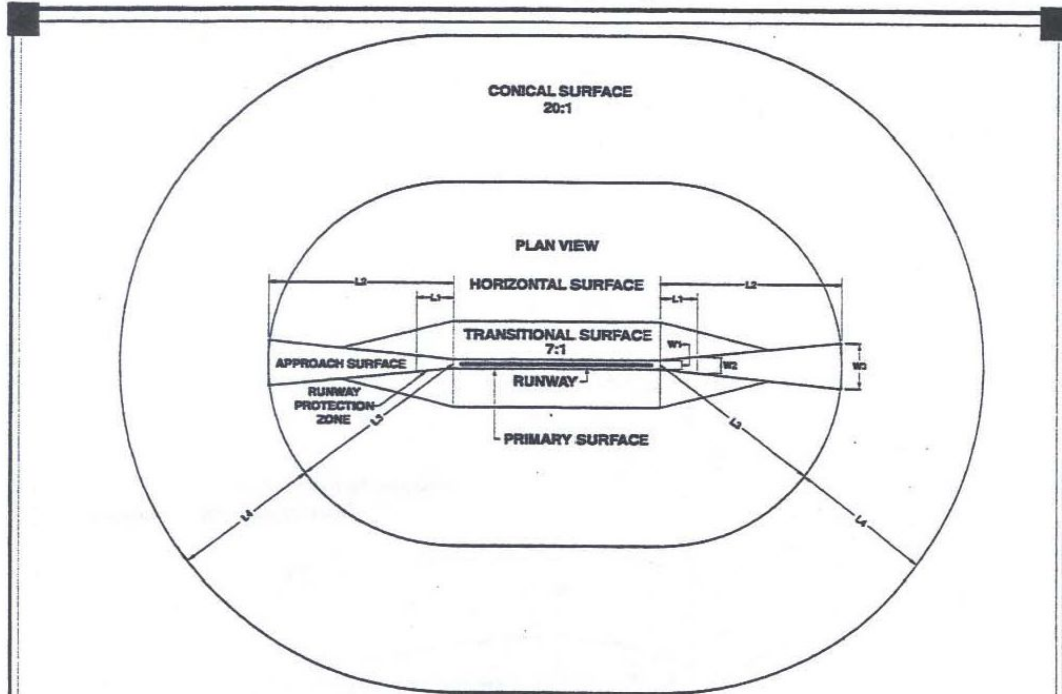 CONICAL SURFACE
20:1
PLAN VIEW
L2
HORIZONTAL SURFACE
L2
L1
L1
TRANSITIONAL SURFACE
7:1
W1
APPROACH SURFACE
W2
W3
RUNWAY
RUNWAY
PROTECTION
ZONE
L3
L3
PRIMARY SURFACE
L4
L4